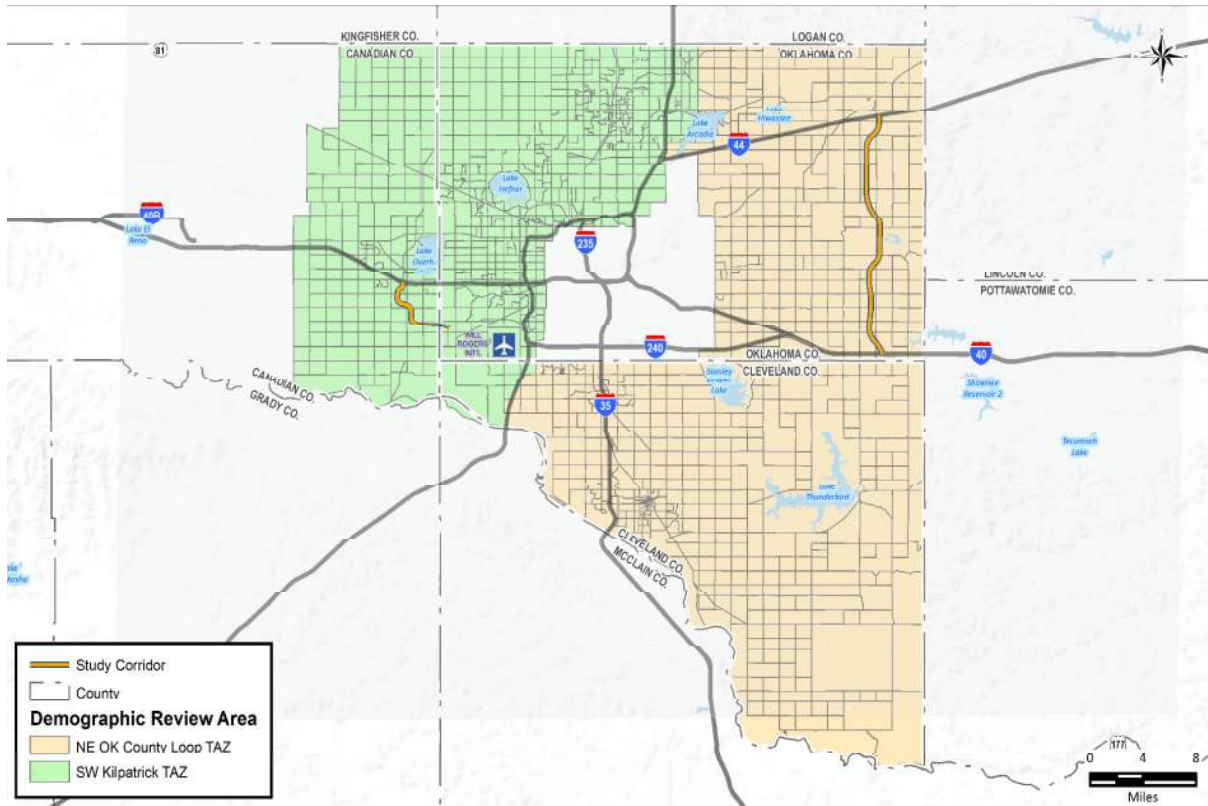 KINGFISHER CO.
CANADIAN CO.
81
LOGAN CO.
OKLAHOMA CO.
Lake
Arcadia
Lake
Hiwassee
44
Lake
Hefner
40B
Lake El
Reno
235
Lake
Overh
LINCOLN CO.
POTTAWATOMIE CO.
WILL
ROGERS
INTL
240
OKLAHOMA CO.
CLEVELAND CO.
40
Stanley
Draper
Lake
Shawnee
Reservoir 2
CANADIAN CO.
GRADY CO.
35
Tecumseh
Lake
Lake
Thunderbird
CLEVELAND CO.
MCCLAIN CO.
Study Corridor
County
Demographic Review Area
NE OK County Loop TAZ
SW Kilpatrick TAZ
177
0 4 8
Miles